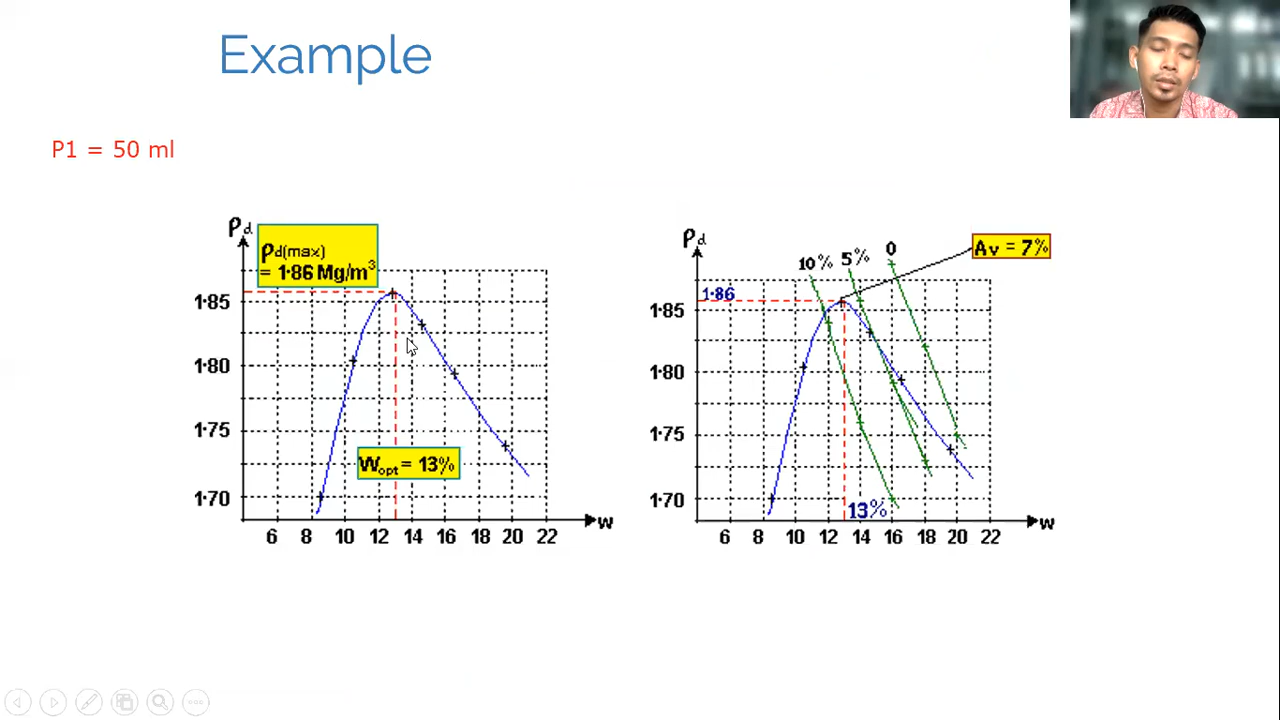 Example
P1 = 50 ml
ρd
ρd(max)
= 1·86 Mg/m³
1·85
1·80
1·75
1·70
Wopt = 13%
w
6 8 10 12 14 16 18 20 22
ρd
10% 5% 0
Av = 7%
1·86
1·85
1·80
1·75
1·70
13%
w
6 8 10 12 14 16 18 20 22